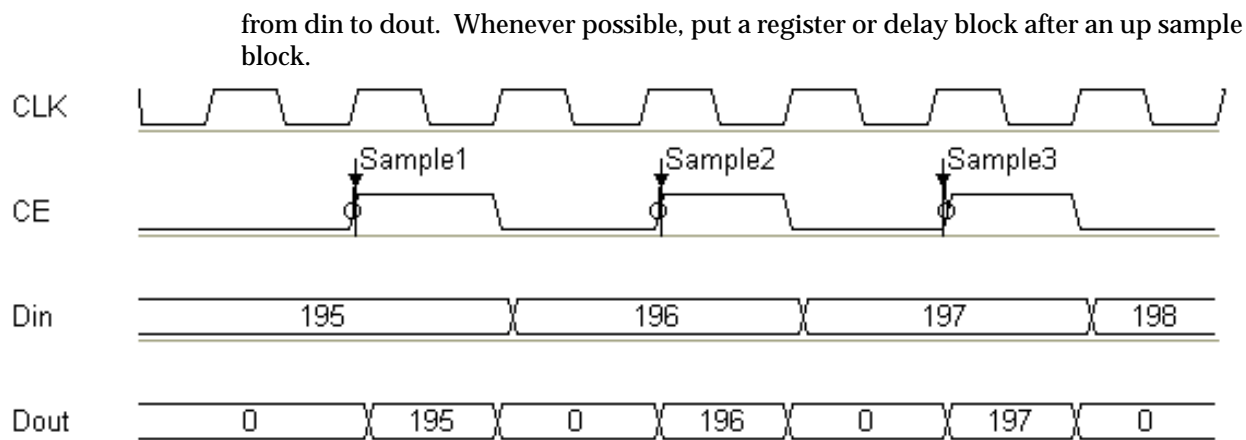 from din to dout. Whenever possible, put a register or delay block after an up sample
block.
CLK
Sample1 Sample2 Sample3
CE
Din 195 196 197 198
Dout 0 195 0 196 0 197 0